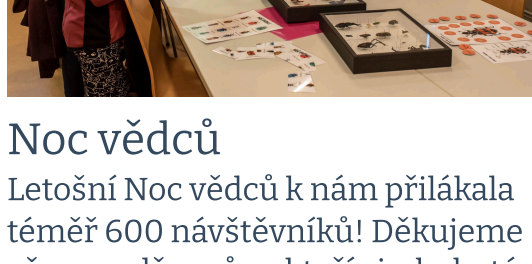 Noc vědců
Letošní Noc vědců k nám přilákala
téměř 600 návštěvníků! Děkujeme